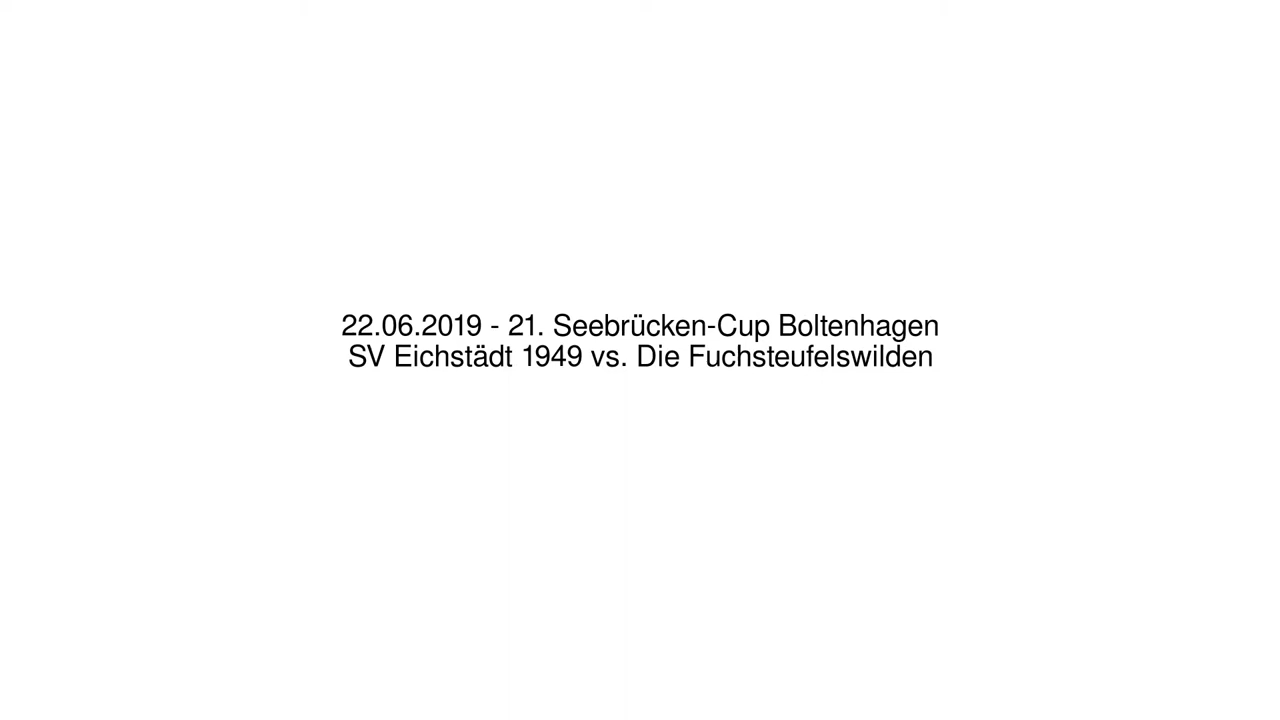 22.06.2019 - 21. Seebrücken-Cup Boltenhagen
SV Eichstädt 1949 vs. Die Fuchsteufelswilden